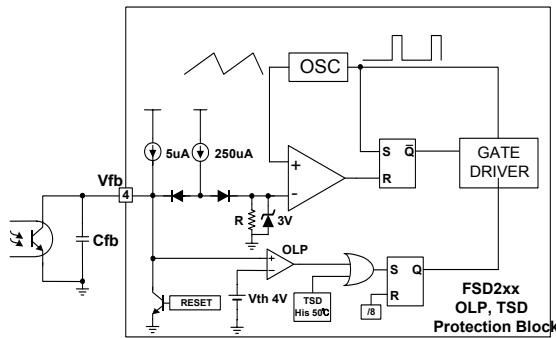 OSC
5uA
250uA
Vfb
4
S
Q
R
GATE
DRIVER
+
-
R
3V
Cfb
OLP
+
-
S
Q
R
RESET
Vth 4V
TSD
His 50℃
/8
FSD2xx
OLP, TSD
Protection Block